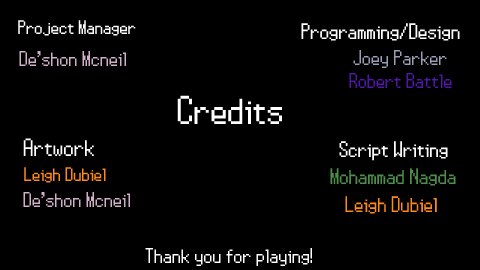 Project Manager
De'shon Mcneil
Programming/Design
Joey Parker
Robert Battle
Credits
Artwork
Leigh Dubiel
De'shon Mcneil
Script Writing
Mohammad Nagda
Leigh Dubiel
Thank you for playing!